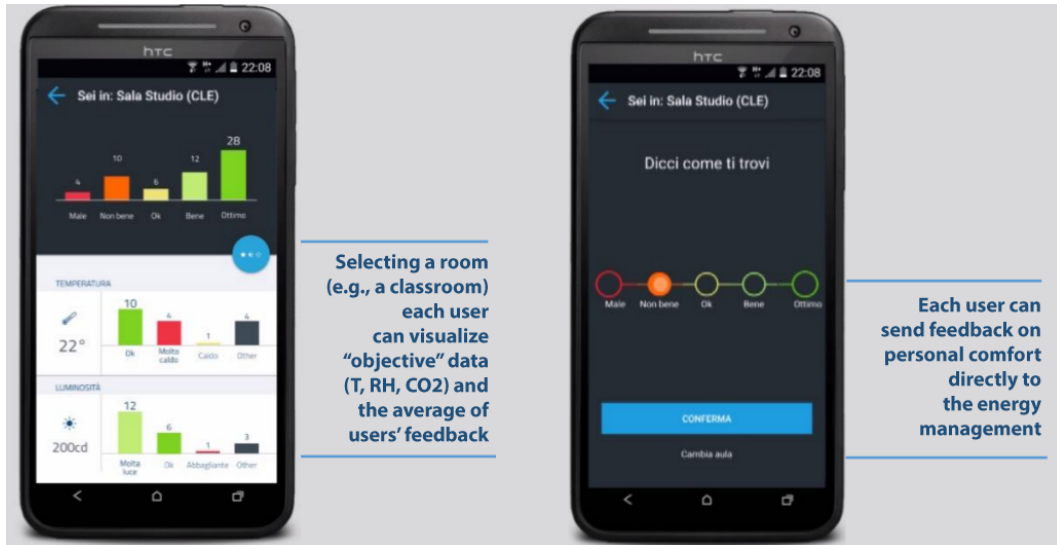 hTC
22:08
Sei in: Sala Studio (CLE)
4
10
6
12
28
Male
Non bene
Ok
Bene
Ottimo
TEMPERATURA
22°
10
4
1
4
Ok
Molto
caldo
Caldo
Other
LUMINOSITÀ
200cd
12
6
1
3
Molta
luce
Ok
Abbagliante
Other
Selecting a room
(e.g., a classroom)
each user
can visualize
“objective” data
(T, RH, CO2) and
the average of
users’ feedback
hTC
22:08
Sei in: Sala Studio (CLE)
Dicci come ti trovi
Male
Non bene
Ok
Bene
Ottimo
CONFERMA
Cambia aula
Each user can
send feedback on
personal comfort
directly to
the energy
management